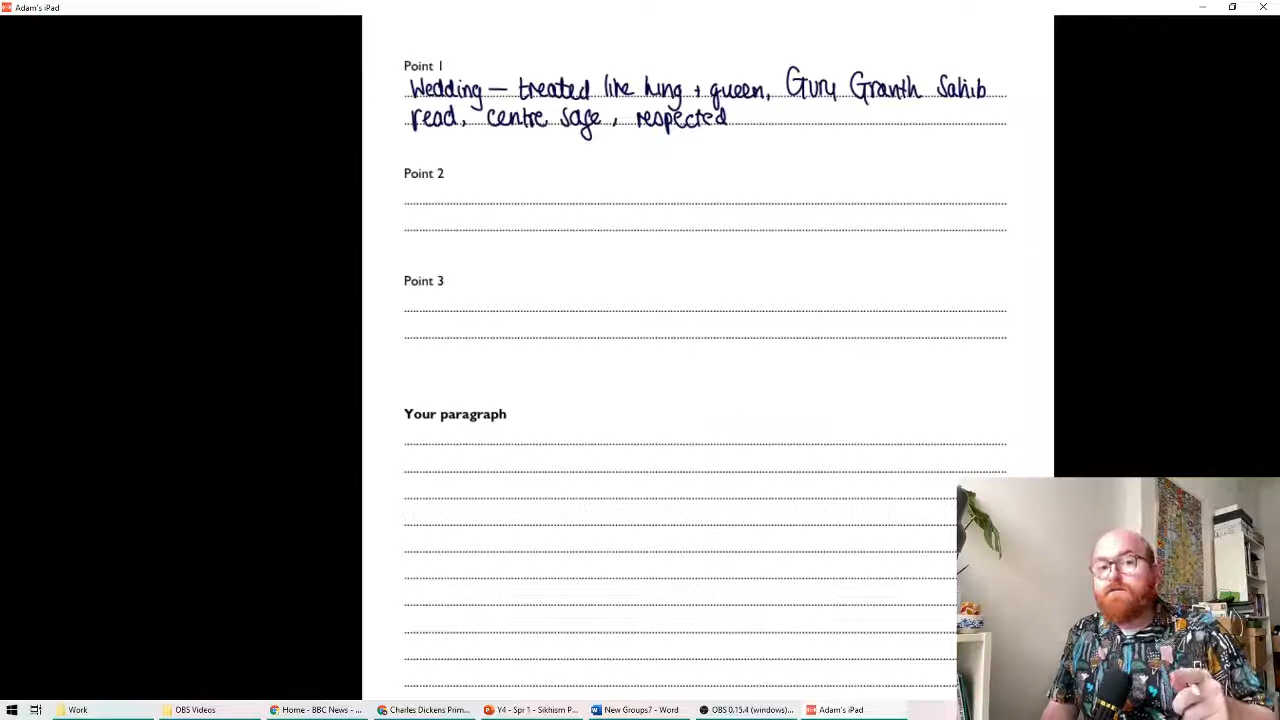 Adam's iPad
Point 1
Wedding — treated like king + queen, Guru Granth Sahib
read, centre sage, respected
Point 2
Point 3
Your paragraph
Work
OBS Videos
Home - BBC News - ...
Charles Dickens Prim...
Y4 - Spr 1 - Sikhism P...
New Groups7 - Word
OBS 0.15.4 (windows)...
Adam's iPad